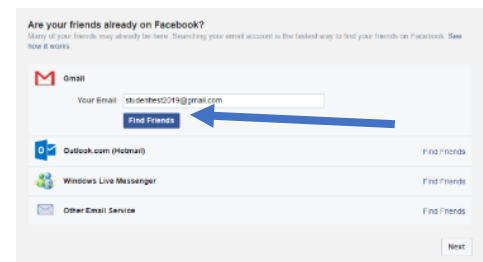 Are your friends already on Facebook?
Many of your friends may already be here. Searching your email account is the fastest way to find your friends on Facebook. See
how it works.
Gmail
Your Email studenttest2019@gmail.com
Find Friends
Outlook.com (Hotmail) Find Friends
Windows Live Messenger Find Friends
Other Email Service Find Friends
Next